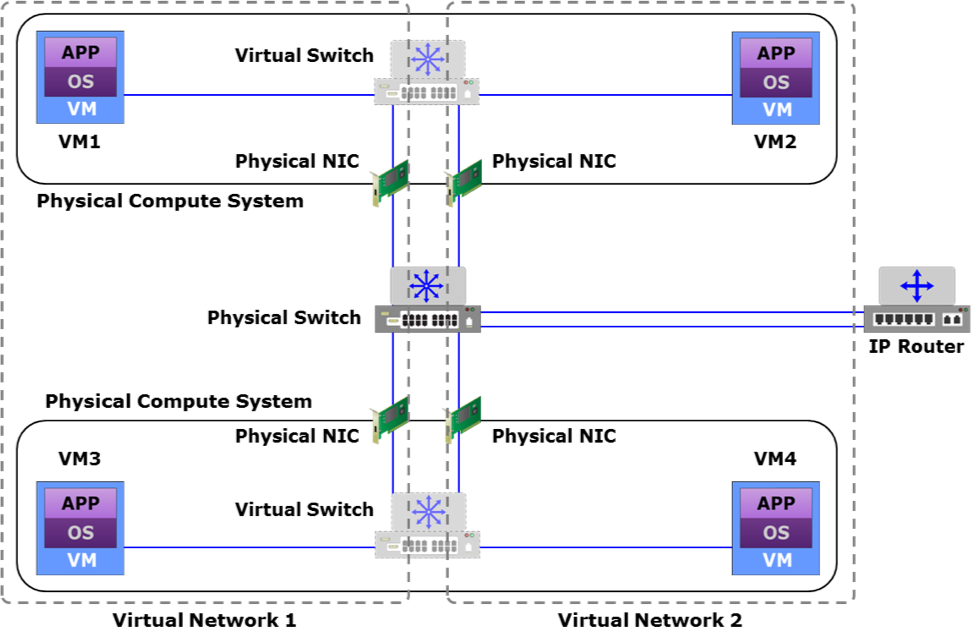 APP
OS
VM
VM1
Virtual Switch
APP
OS
VM
VM2
Physical NIC
Physical NIC
Physical Compute System
Physical Switch
IP Router
Physical Compute System
Physical NIC
Physical NIC
VM3
APP
OS
VM
Virtual Switch
VM4
APP
OS
VM
Virtual Network 1
Virtual Network 2